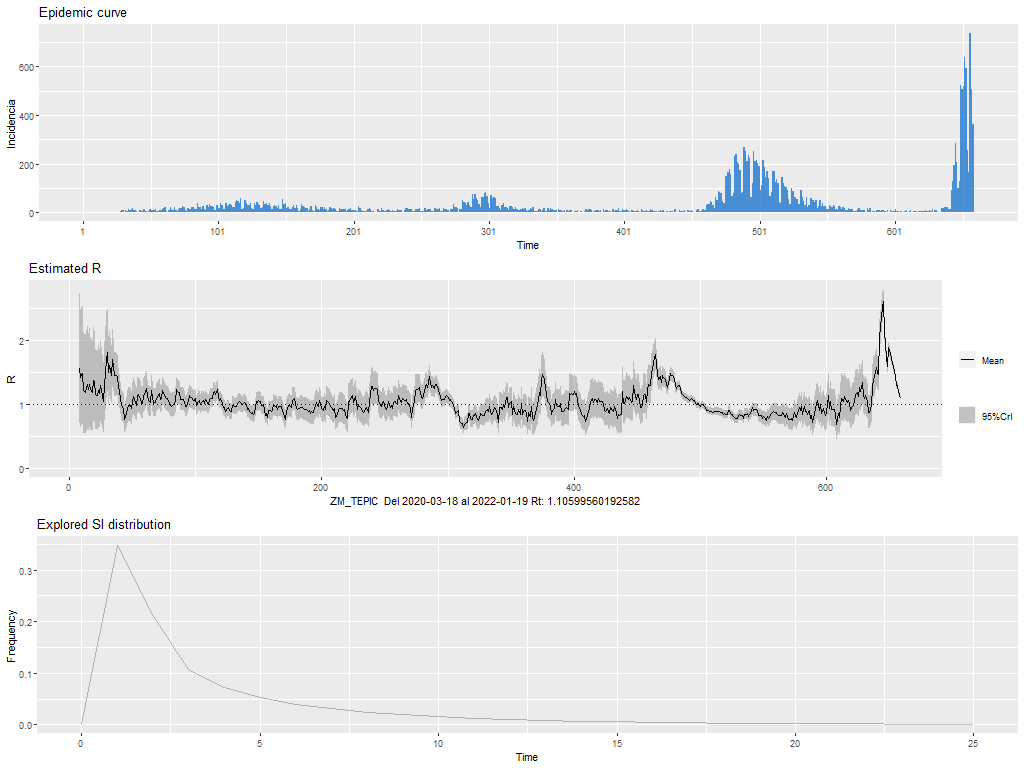 Epidemic curve
Incidencia
600
400
200
0
1
101
201
301
401
501
601
Time
Estimated R
R
2
1
0
0
200
400
600
ZM_TEPIC Del 2020-03-18 al 2022-01-19 Rt: 1.10599560192582
Mean
95%CrI
Explored SI distribution
Frequency
0.3
0.2
0.1
0.0
0
5
10
15
20
25
Time